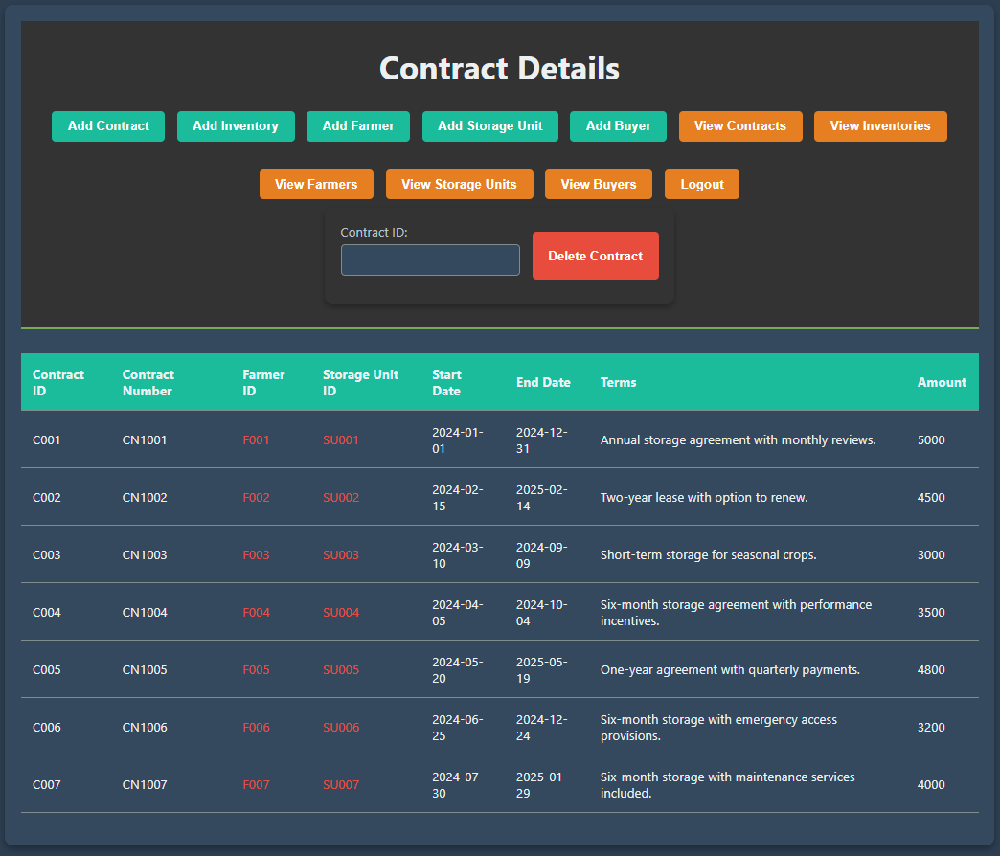 Contract Details
Add Contract Add Inventory Add Farmer Add Storage Unit Add Buyer View Contracts View Inventories
View Farmers View Storage Units View Buyers Logout
Contract ID:
Delete Contract
Contract ID Contract Number Farmer ID Storage Unit ID Start Date End Date Terms Amount
C001 CN1001 F001 SU001 2024-01-01 2024-12-31 Annual storage agreement with monthly reviews. 5000
C002 CN1002 F002 SU002 2024-02-15 2025-02-14 Two-year lease with option to renew. 4500
C003 CN1003 F003 SU003 2024-03-10 2024-09-09 Short-term storage for seasonal crops. 3000
C004 CN1004 F004 SU004 2024-04-05 2024-10-04 Six-month storage agreement with performance incentives. 3500
C005 CN1005 F005 SU005 2024-05-20 2025-05-19 One-year agreement with quarterly payments. 4800
C006 CN1006 F006 SU006 2024-06-25 2024-12-24 Six-month storage with emergency access provisions. 3200
C007 CN1007 F007 SU007 2024-07-30 2025-01-29 Six-month storage with maintenance services included. 4000